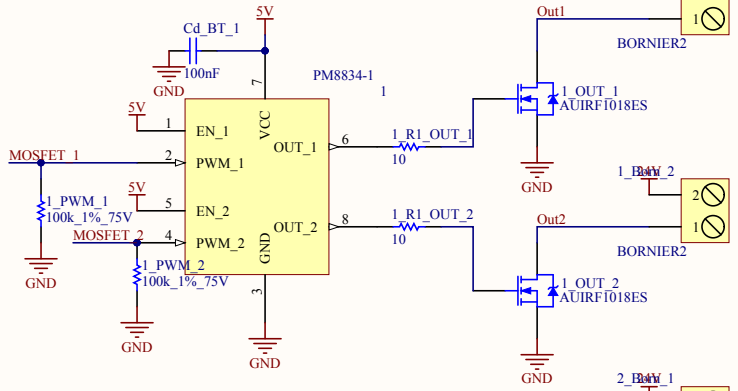 5V
Out1
1
BORNIER2
Cd_BT_1
100nF
GND
7
VCC
PM8834-1
1
5V
1
EN_1
MOSFET_1
2
PWM_1
OUT_1
6
1_R1_OUT_1
10
1_OUT_1
AUIRF1018ES
GND
5V
5
EN_2
1_PWM_1
100k_1%_75V
GND
MOSFET_2
4
PWM_2
OUT_2
8
1_R1_OUT_2
10
GND
3
1_PWM_2
100k_1%_75V
GND
GND
24V
2
Out2
1
BORNIER2
1_OUT_2
AUIRF1018ES
GND
24V